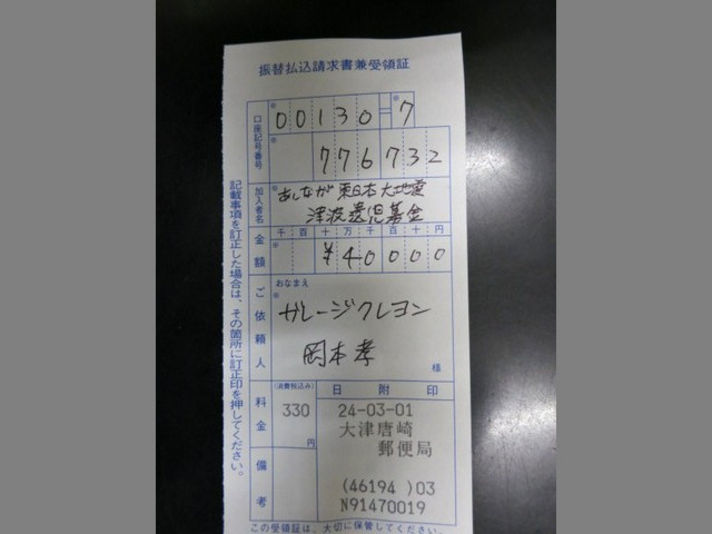 振替払込請求書兼受領証
口座記号番号
00130-7
776732
加入者名
あしなが東日本大地震
津波遺児基金
金額
千百十万千百十円
¥40000
ご依頼人
おなまえ
ガレージクレヨン
岡本孝
様
料金
(消費税込み)
330
円
日附印
24-03-01
大津唐崎
郵便局
(46194 )03
N91470019
備考
この受領証は、大切に保管してください。
記載事項を訂正した場合は、その箇所に訂正印を押してください。